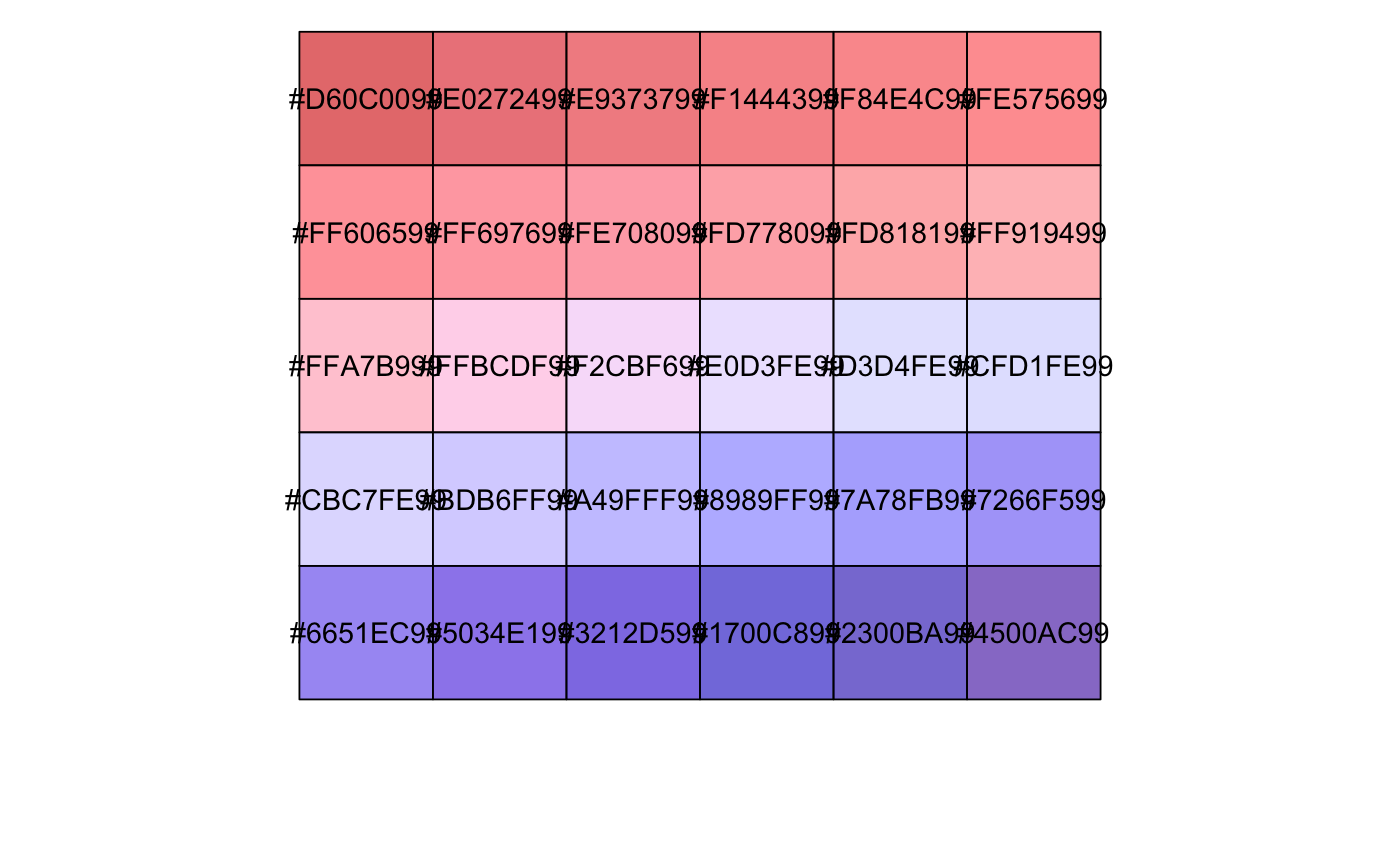 #D60C0099 #E0272499 #E9373799 #F1444399 #F84E4C99 #FE575699
#FF606599 #FF697699 #FE708099 #FD778099 #FD818199 #FF919499
#FFA7B999 #FFBCDF99 #F2CBF699 #E0D3FE99 #D3D4FE99 #CFD1FE99
#CBC7FE99 #BDB6FF99 #A49FFF99 #8989FF99 #7A78FB99 #7266F599
#6651EC99 #5034E199 #3212D599 #1700C899 #2300BA99 #4500AC99